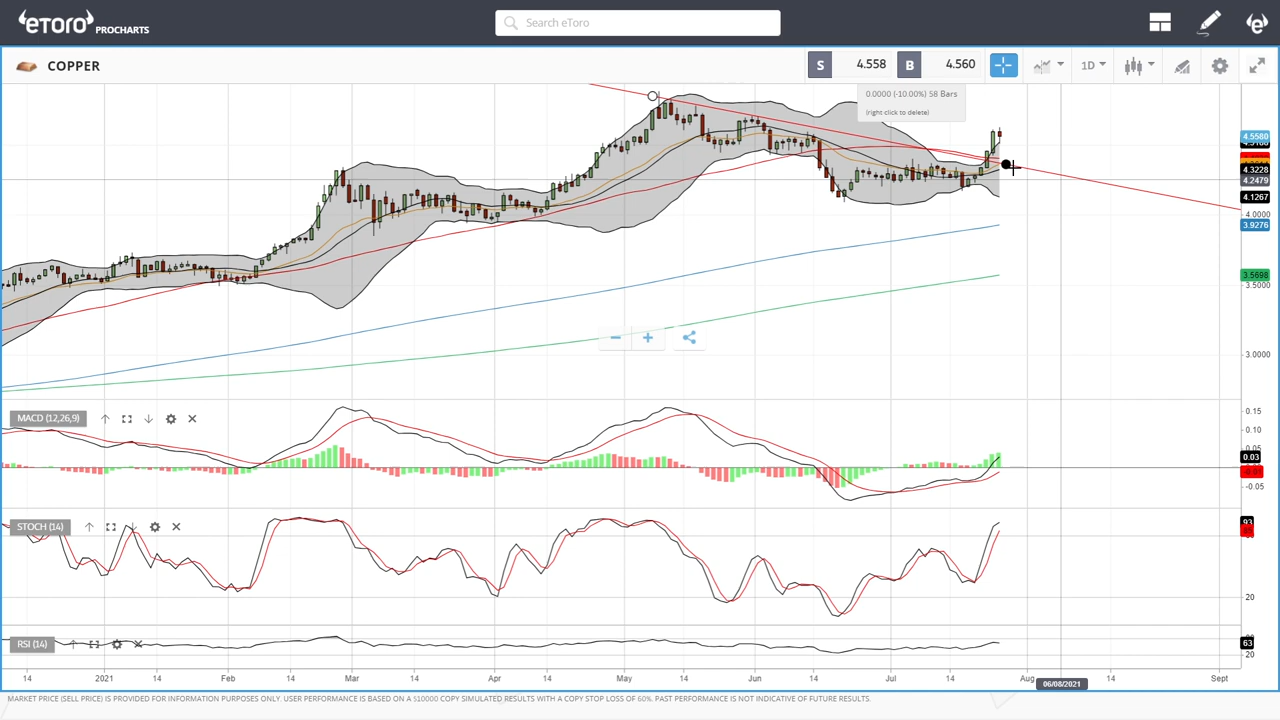 eToro PROCHARTS
Search eToro
COPPER
S 4.558 B 4.560
1D
0.0000 (-10.00%) 58 Bars
(right click to delete)
4.5580
4.3228
4.2479
4.1267
4.0000
3.9276
3.5698
3.5000
3.0000
MACD (12,26,9)
0.15
0.10
0.05
0.03
-0.05
STOCH (14)
93
20
RSI (14)
63
20
14 2021 14 Feb 14 Mar 14 Apr 14 May 14 Jun 14 Jul 14 Aug 14 Sept
06/08/2021
MARKET PRICE (SELL PRICE) IS PROVIDED FOR INFORMATION PURPOSES ONLY. USER PERFORMANCE IS BASED ON A $10000 COPY SIMULATED RESULTS WITH A COPY STOP LOSS OF 60%. PAST PERFORMANCE IS NOT INDICATIVE OF FUTURE RESULTS.